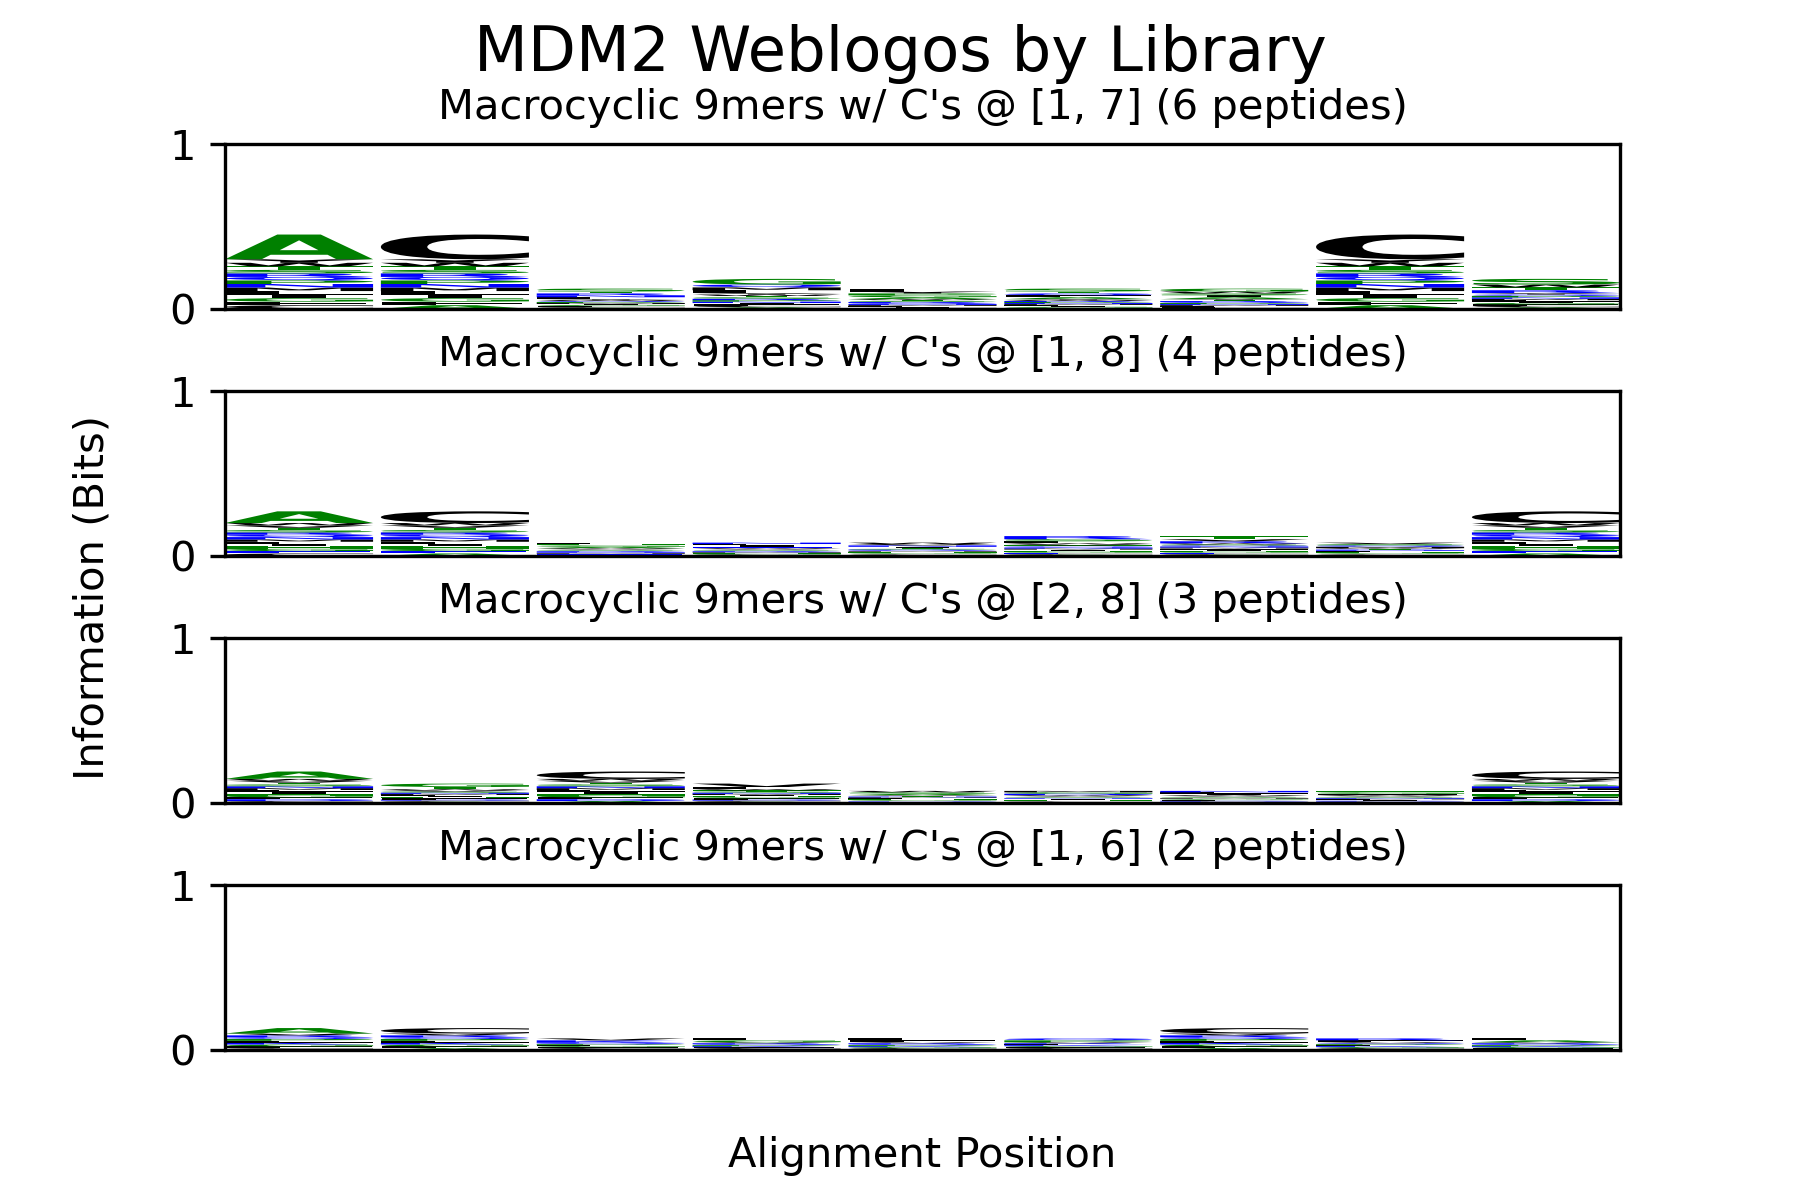 MDM2 Weblogos by Library
Macrocyclic 9mers w/ C's @ [1, 7] (6 peptides)
1
A C C
0
Macrocyclic 9mers w/ C's @ [1, 8] (4 peptides)
1
A C C
0
Macrocyclic 9mers w/ C's @ [2, 8] (3 peptides)
1
A C C
0
Macrocyclic 9mers w/ C's @ [1, 6] (2 peptides)
1
A C C
0
Information (Bits)
Alignment Position